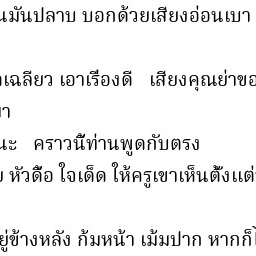 นมันปลาบ บอกด้วยเสียงอ่อนเบา
เฉลียว เอาเรื่องดี เสียงคุณย่าขอ
นะ คราวนี้ท่านพูดกับตรง
หัวดื้อ ใจเด็ด ให้ครูเขาเห็นตั้งแต่
อยู่ข้างหลัง ก้มหน้า เม้มปาก หากก็